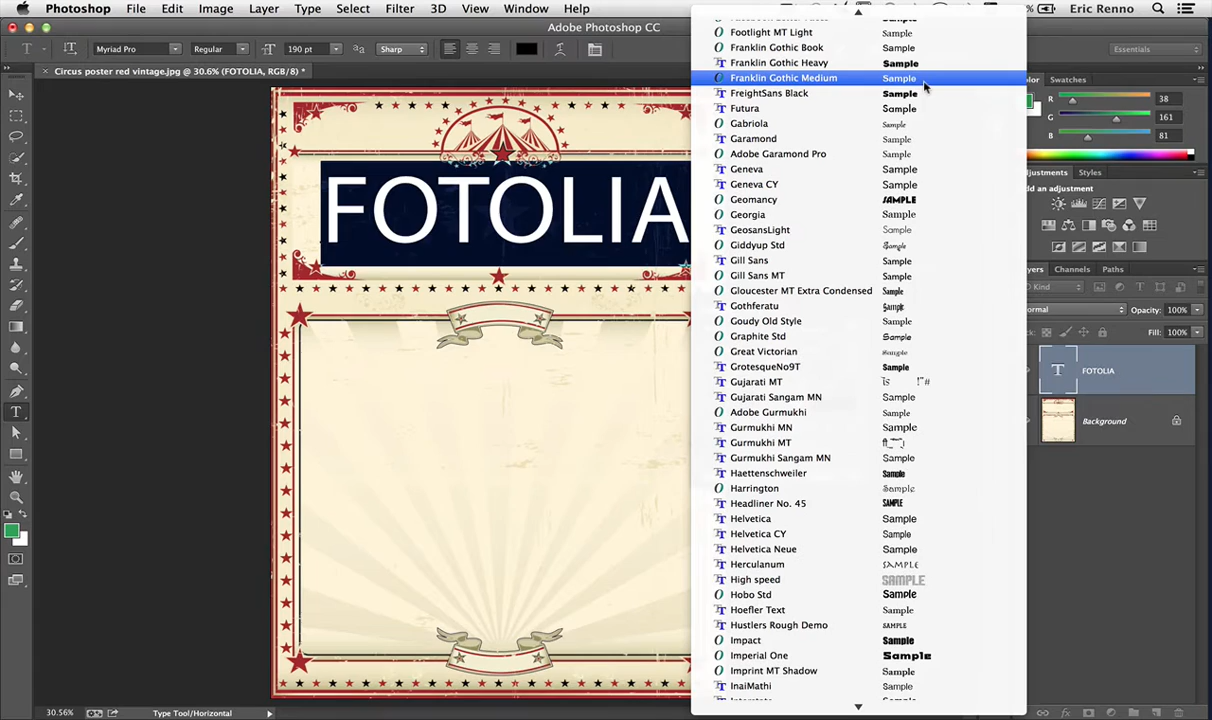 Photoshop File Edit Image Layer Type Select Filter 3D View Window Help
Eric Renno
Adobe Photoshop CC
T Myriad Pro Regular 190 pt Sharp
Essentials
× Circus poster red vintage.jpg @ 30.6% (FOTOLIA, RGB/8) *
FOTOLIA
Footlight MT Light Sample
Franklin Gothic Book Sample
Franklin Gothic Heavy Sample
Franklin Gothic Medium Sample
FreightSans Black Sample
Futura Sample
Gabriola Sample
Garamond Sample
Adobe Garamond Pro Sample
Geneva Sample
Geneva CY Sample
Geomancy SAMPLE
Georgia Sample
GeosansLight Sample
Giddyup Std Sample
Gill Sans Sample
Gill Sans MT Sample
Gloucester MT Extra Condensed Sample
Gothferatu Sample
Goudy Old Style Sample
Graphite Std Sample
Great Victorian Sample
GrotesqueNo9T Sample
Gujarati MT
Gujarati Sangam MN Sample
Adobe Gurmukhi Sample
Gurmukhi MN Sample
Gurmukhi MT
Gurmukhi Sangam MN Sample
Haettenschweiler Sample
Harrington Sample
Headliner No. 45 SAMPLE
Helvetica Sample
Helvetica CY Sample
Helvetica Neue Sample
Herculanum SAMPLE
High speed SAMPLE
Hobo Std Sample
Hoefler Text Sample
Hustlers Rough Demo SAMPLE
Impact Sample
Imperial One Sample
Imprint MT Shadow Sample
InaiMathi Sample
Color Swatches
R 38
G 161
B 81
Adjustments Styles
Add an adjustment
Layers Channels Paths
Kind
Normal Opacity: 100%
Fill: 100%
T FOTOLIA
Background
30.56% Type Tool/Horizontal